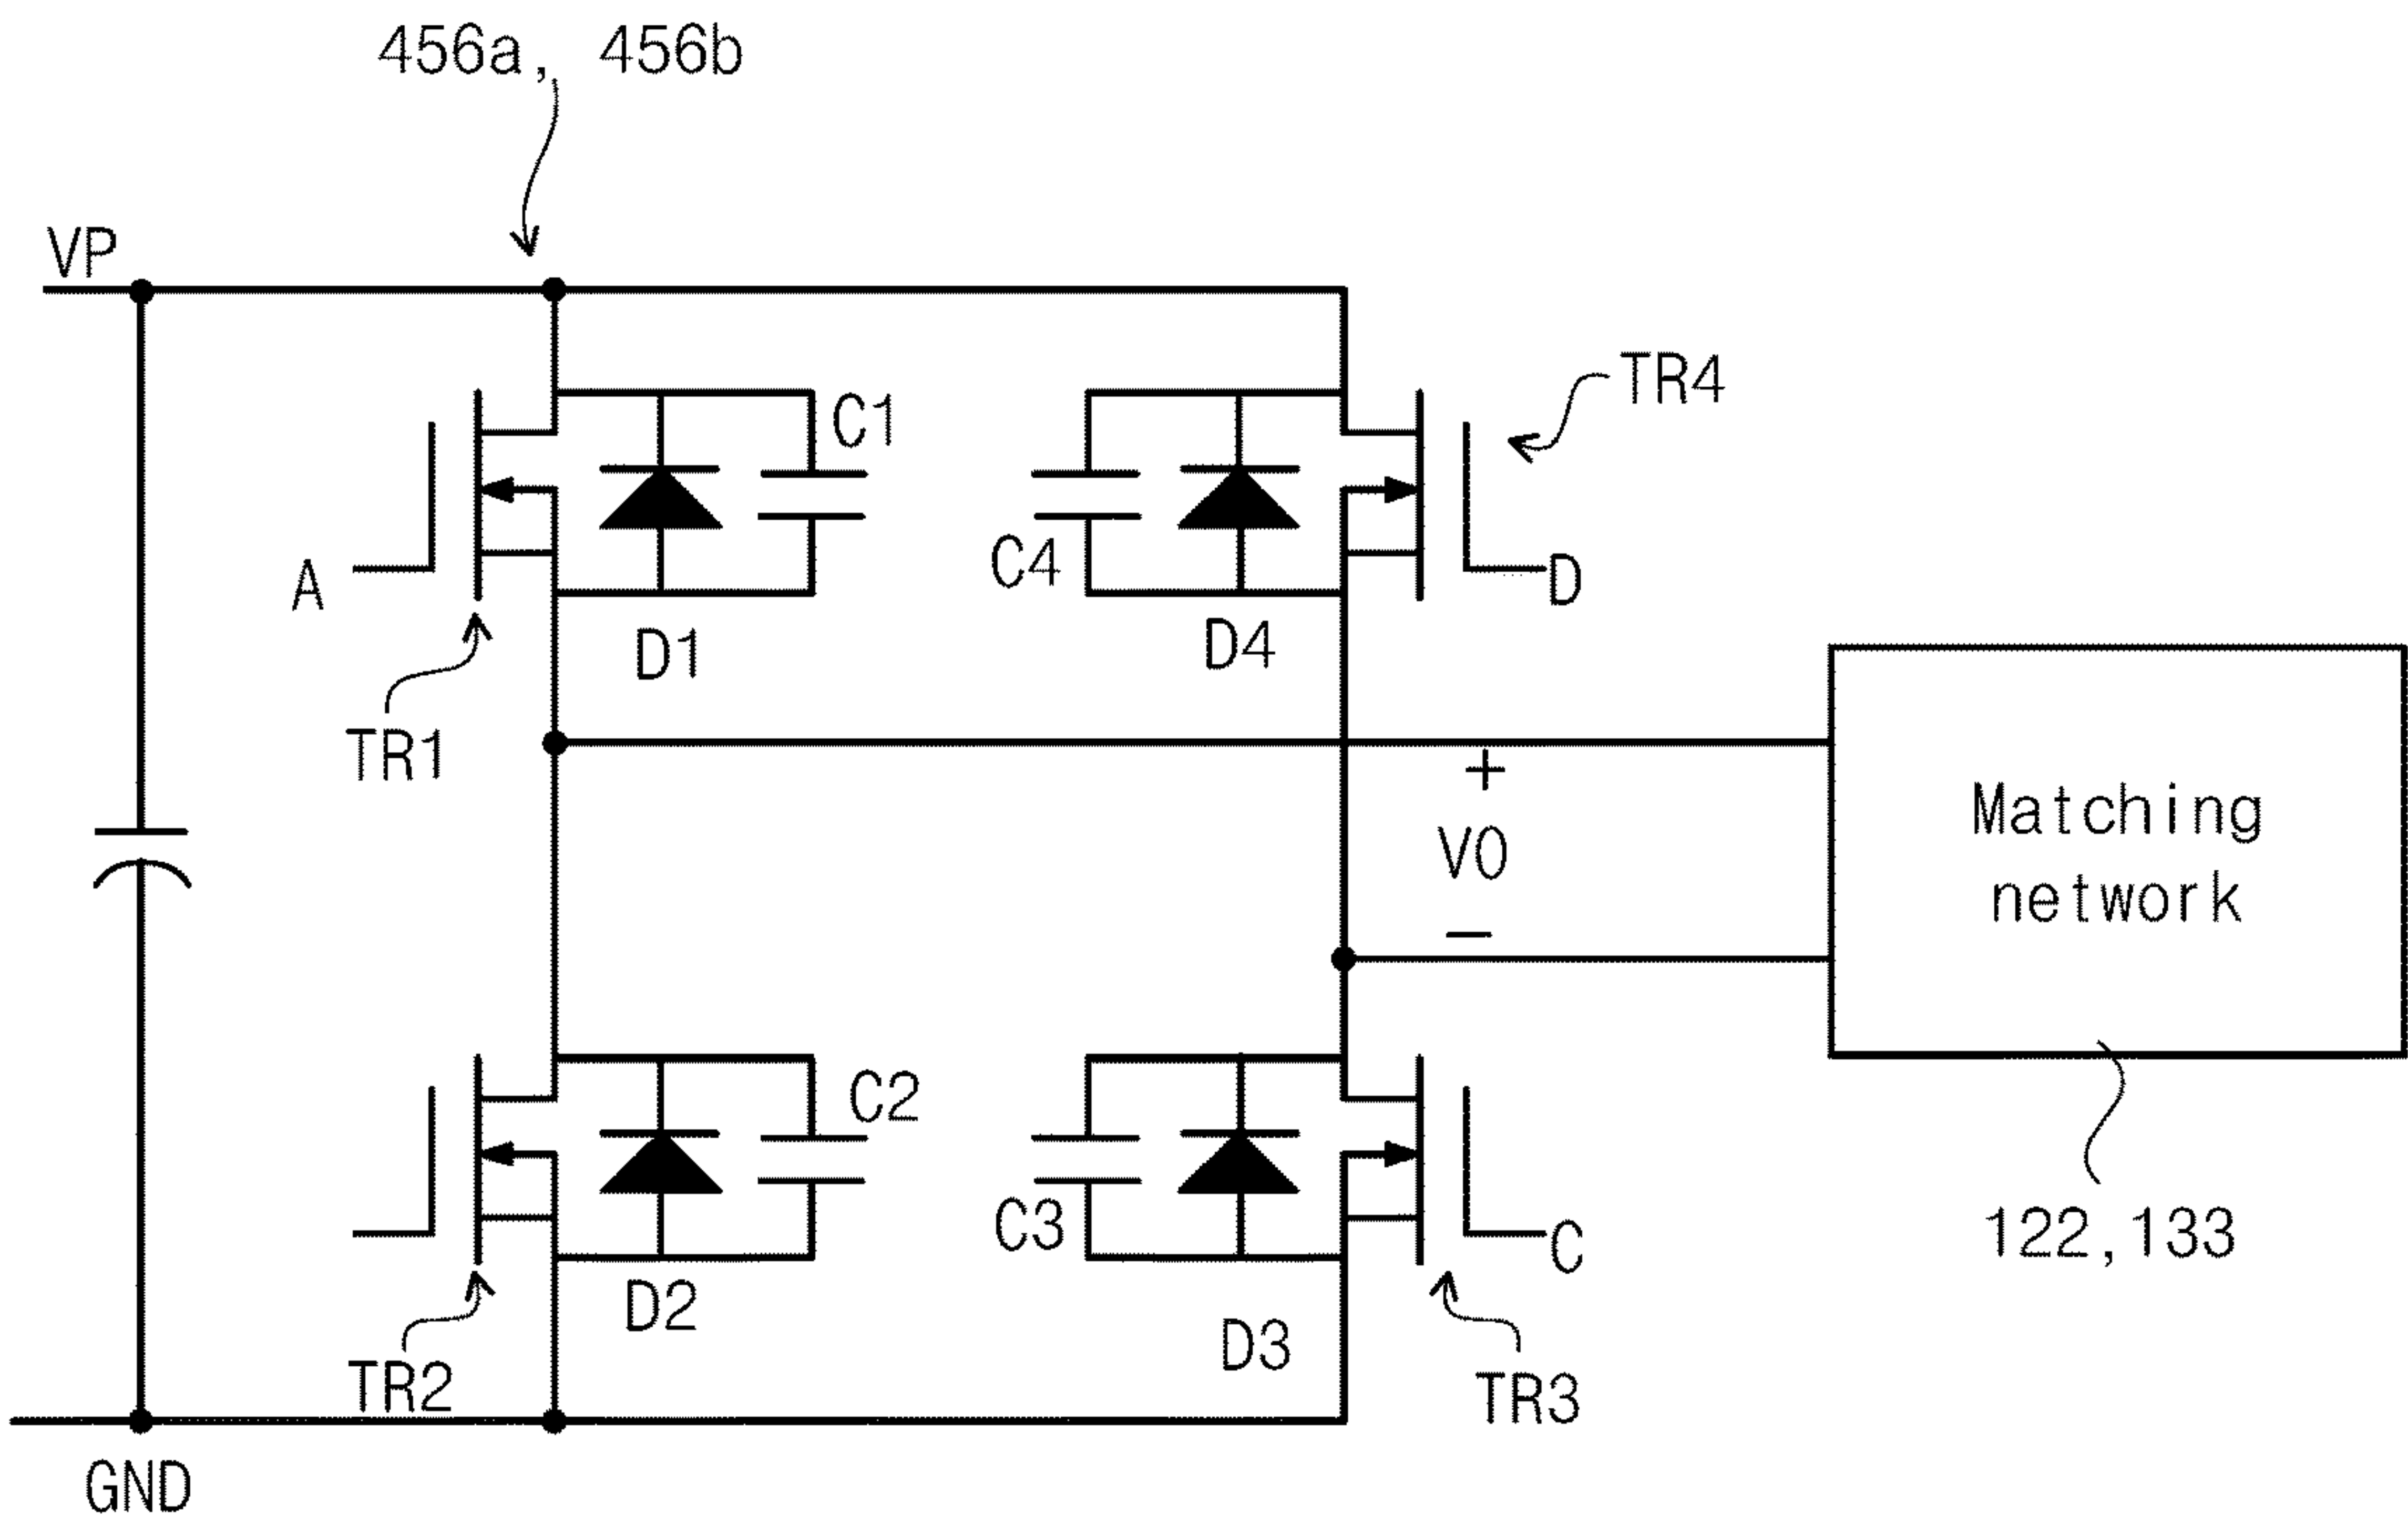 456a, 456b
VP
C1
TR4
A
C4
D
D1
D4
TR1
+
V0
−
Matching
network
C2
C3
C
122,133
D2
D3
TR2
TR3
GND